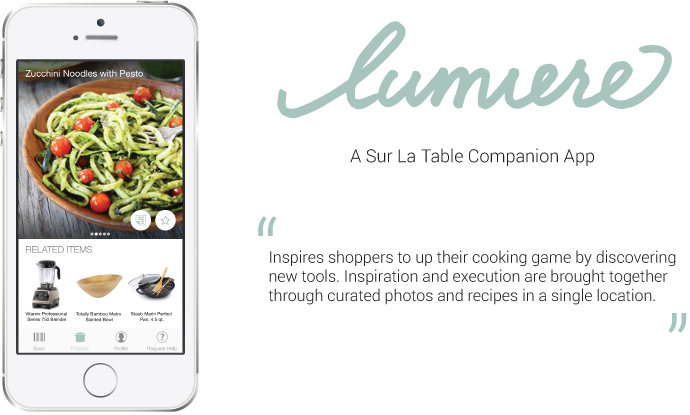 Zucchini Noodles with Pesto
RELATED ITEMS
Vitamix Professional
Series 750 Blender
Totally Bamboo Metro
Slanted Bowl
Staub Marin Perfect
Pan, 4.5 qt.
Scan
Product
Profile
Request Help
lumiere
A Sur La Table Companion App
“
Inspires shoppers to up their cooking game by discovering
new tools. Inspiration and execution are brought together
through curated photos and recipes in a single location.
”